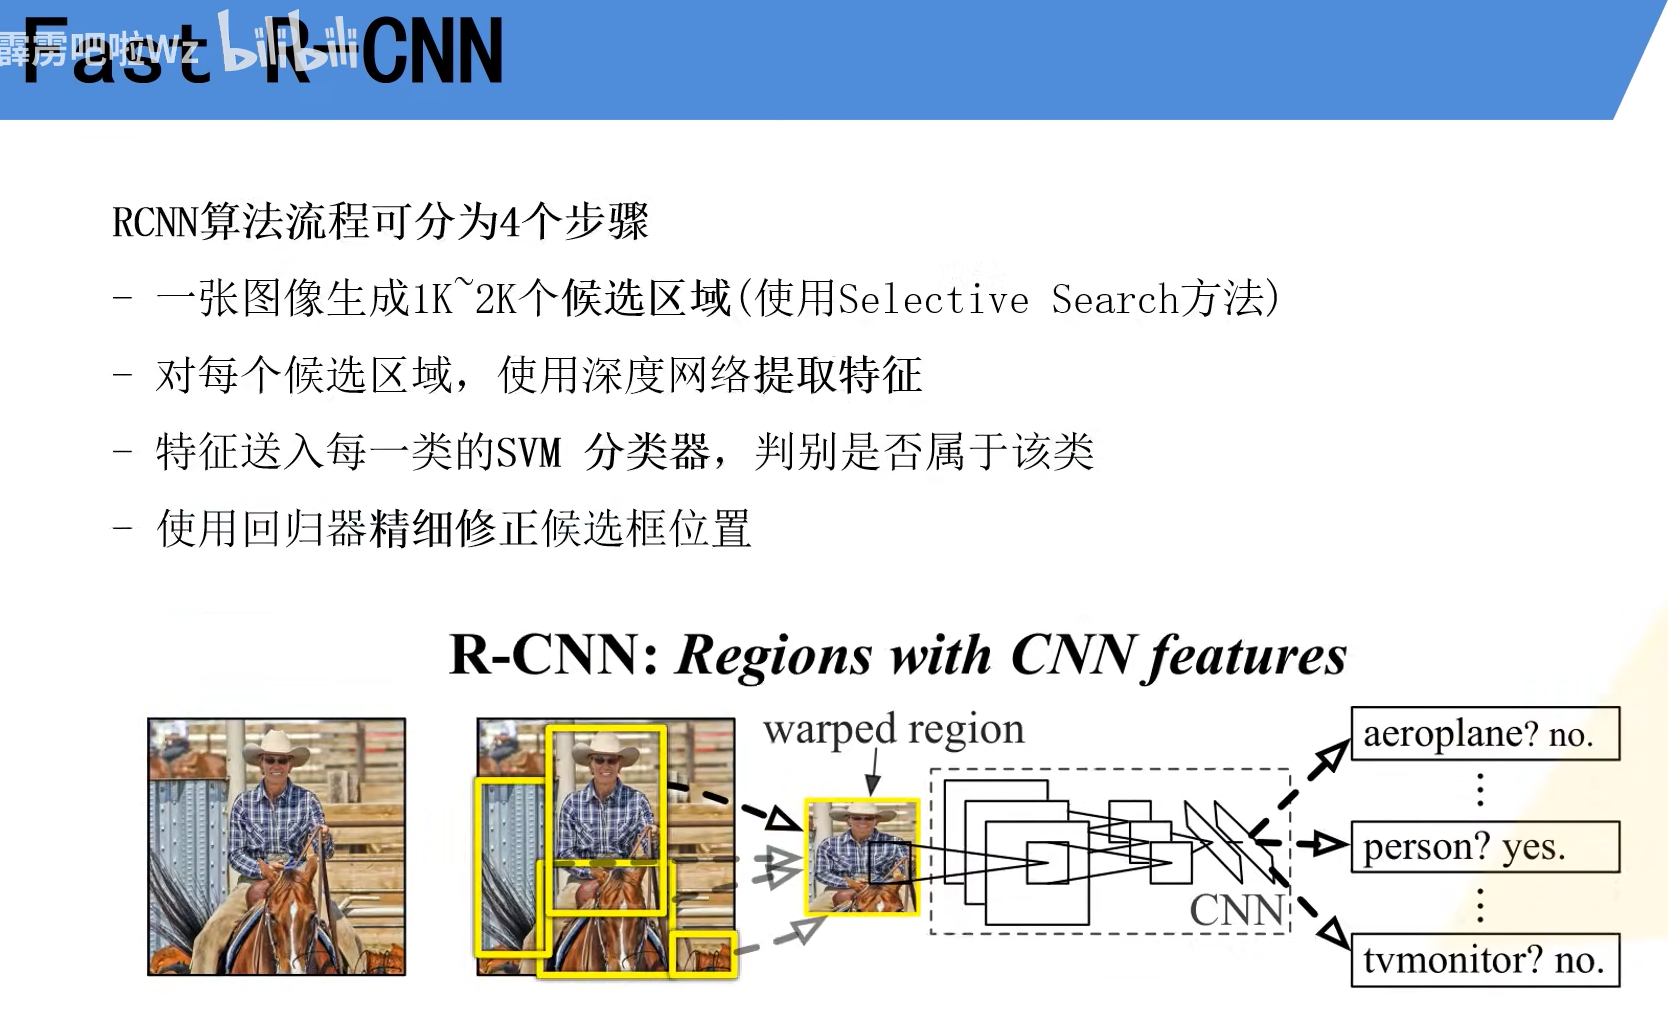 Fast R-CNN
霹雳吧啦Wz bilibili
RCNN算法流程可分为4个步骤
- 一张图像生成1K~2K个候选区域(使用Selective Search方法)
- 对每个候选区域，使用深度网络提取特征
- 特征送入每一类的SVM 分类器，判别是否属于该类
- 使用回归器精细修正候选框位置
R-CNN: Regions with CNN features
warped region
aeroplane? no.
⋮
person? yes.
CNN
⋮
tvmonitor? no.